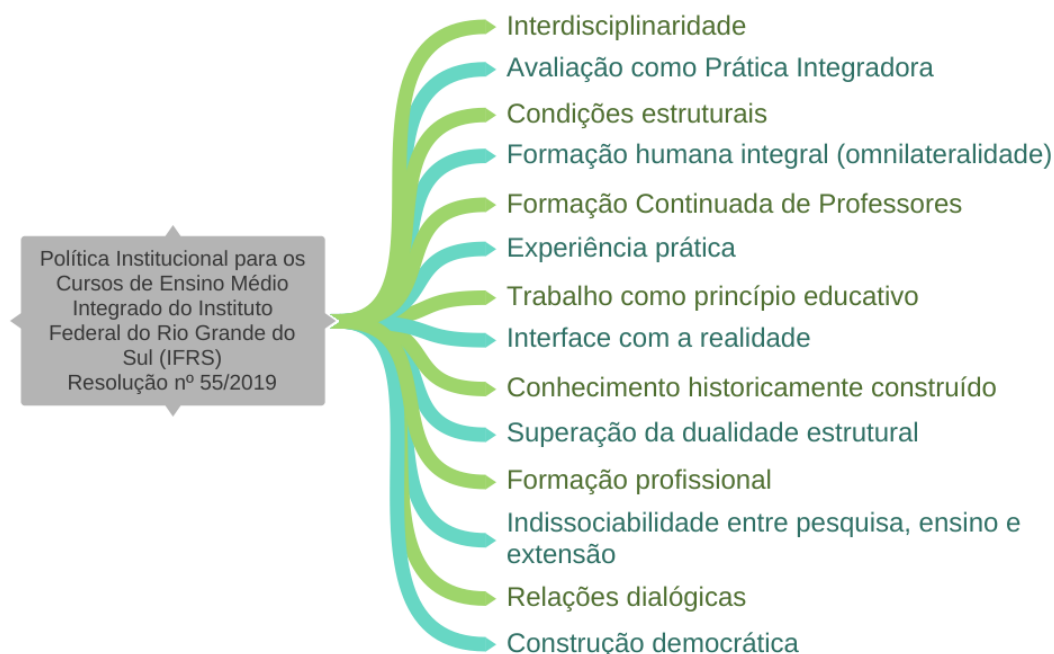 Política Institucional para os
Cursos de Ensino Médio
Integrado do Instituto
Federal do Rio Grande do
Sul (IFRS)
Resolução nº 55/2019
Interdisciplinaridade
Avaliação como Prática Integradora
Condições estruturais
Formação humana integral (omnilateralidade)
Formação Continuada de Professores
Experiência prática
Trabalho como princípio educativo
Interface com a realidade
Conhecimento historicamente construído
Superação da dualidade estrutural
Formação profissional
Indissociabilidade entre pesquisa, ensino e
extensão
Relações dialógicas
Construção democrática